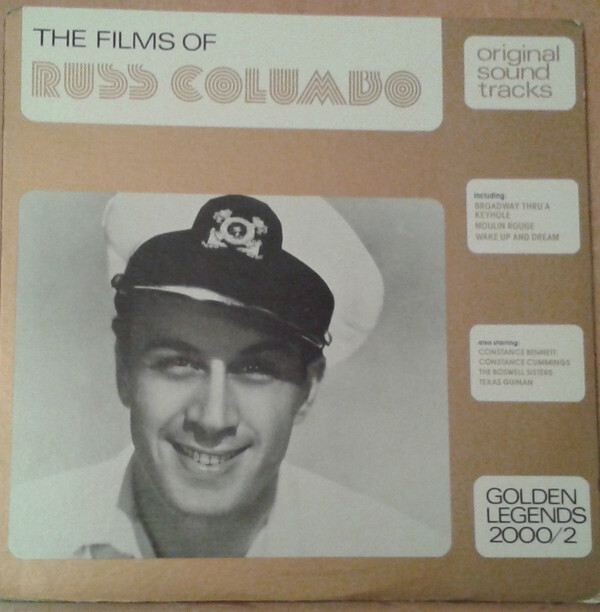 THE FILMS OF
RUSS COLUMBO
original
sound
tracks
including:
BROADWAY THRU A
KEYHOLE
MOULIN ROUGE
WAKE UP AND DREAM
also starring:
CONSTANCE BENNETT
CONSTANCE CUMMINGS
THE BOSWELL SISTERS
TEXAS GUINAN
GOLDEN
LEGENDS
2000/2